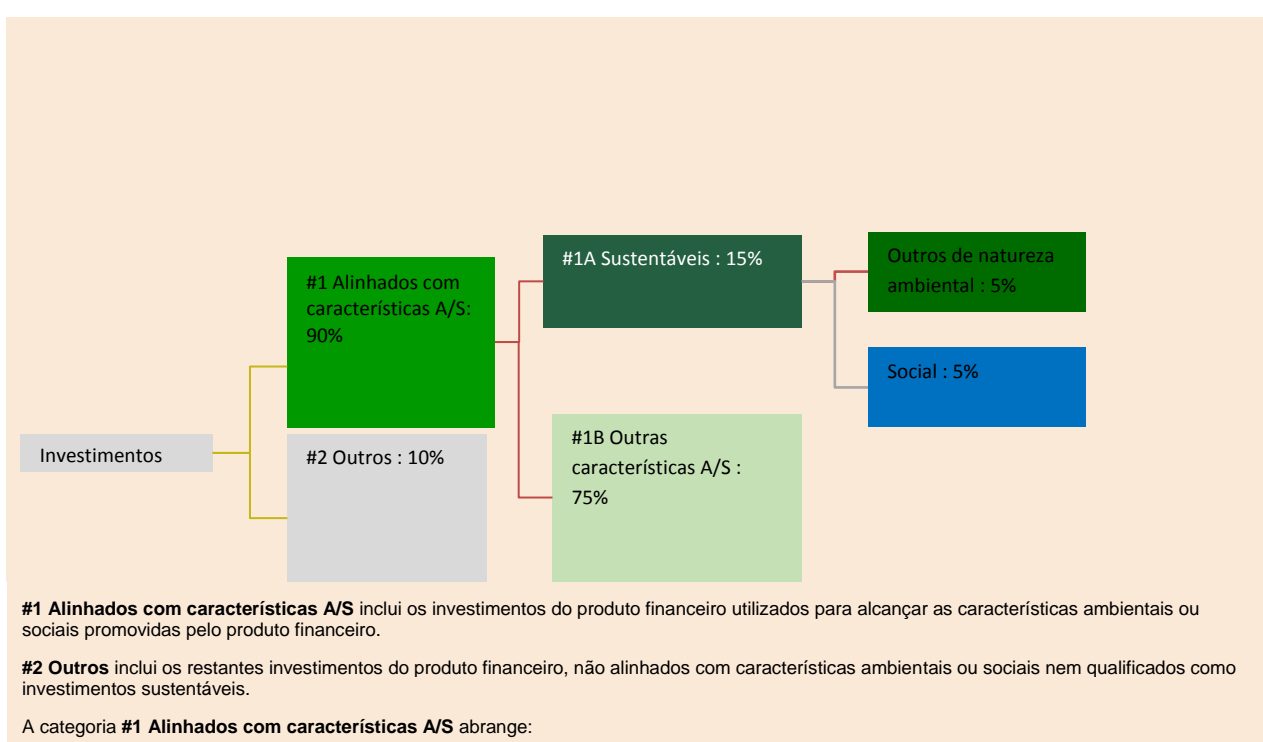 Investimentos
#1 Alinhados com
características A/S:
90%
#2 Outros : 10%
#1A Sustentáveis : 15%
#1B Outras
características A/S :
75%
Outros de natureza
ambiental : 5%
Social : 5%
#1 Alinhados com características A/S inclui os investimentos do produto financeiro utilizados para alcançar as características ambientais ou
sociais promovidas pelo produto financeiro.
#2 Outros inclui os restantes investimentos do produto financeiro, não alinhados com características ambientais ou sociais nem qualificados como
investimentos sustentáveis.
A categoria #1 Alinhados com características A/S abrange: